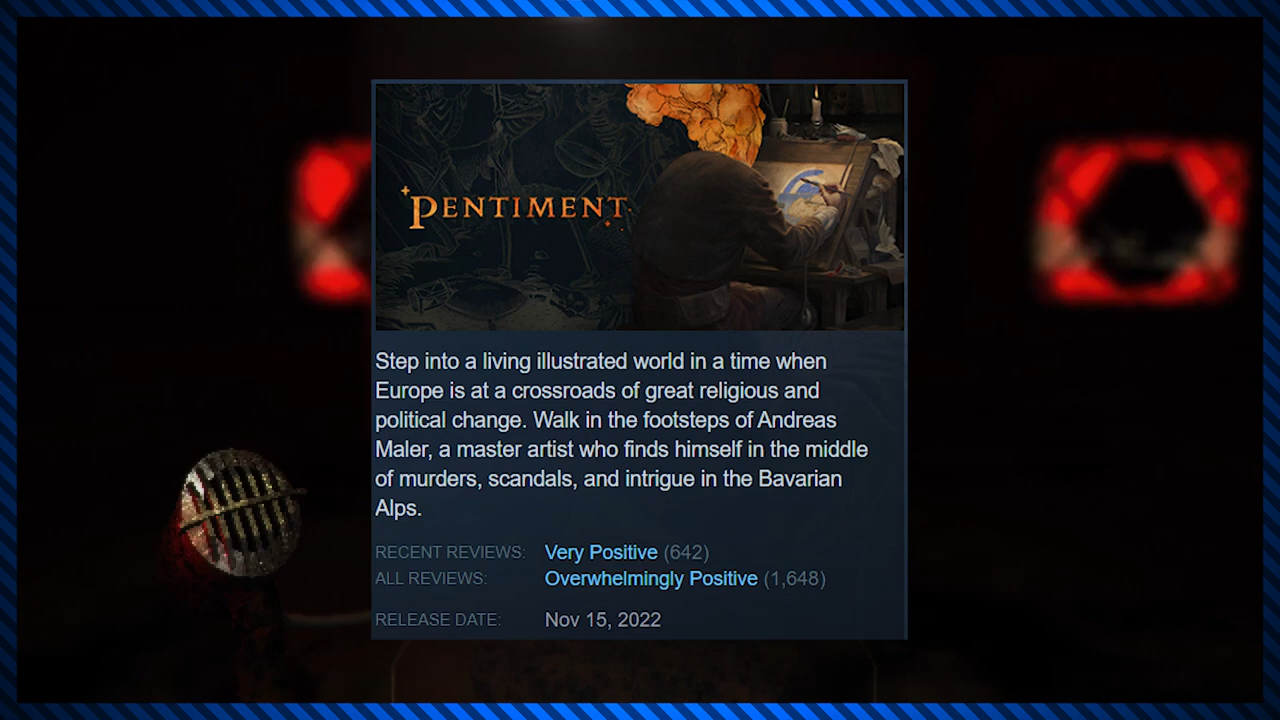 PENTIMENT
Step into a living illustrated world in a time when
Europe is at a crossroads of great religious and
political change. Walk in the footsteps of Andreas
Maler, a master artist who finds himself in the middle
of murders, scandals, and intrigue in the Bavarian
Alps.
RECENT REVIEWS: Very Positive (642)
ALL REVIEWS: Overwhelmingly Positive (1,648)
RELEASE DATE: Nov 15, 2022